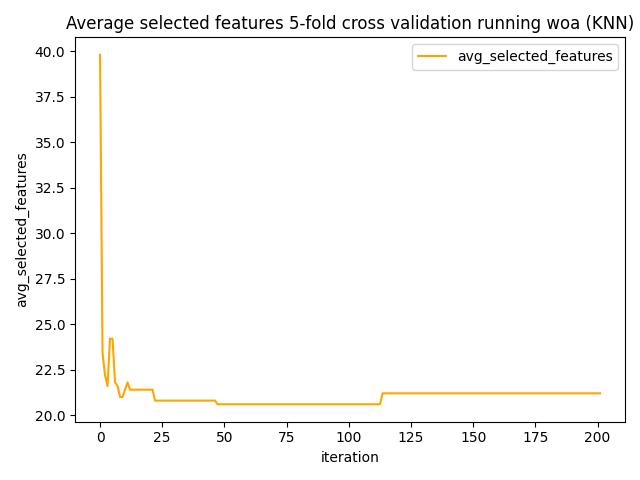 Average selected features 5-fold cross validation running woa (KNN)
avg_selected_features
40.0
37.5
35.0
32.5
30.0
27.5
25.0
22.5
20.0
avg_selected_features
0 25 50 75 100 125 150 175 200
iteration